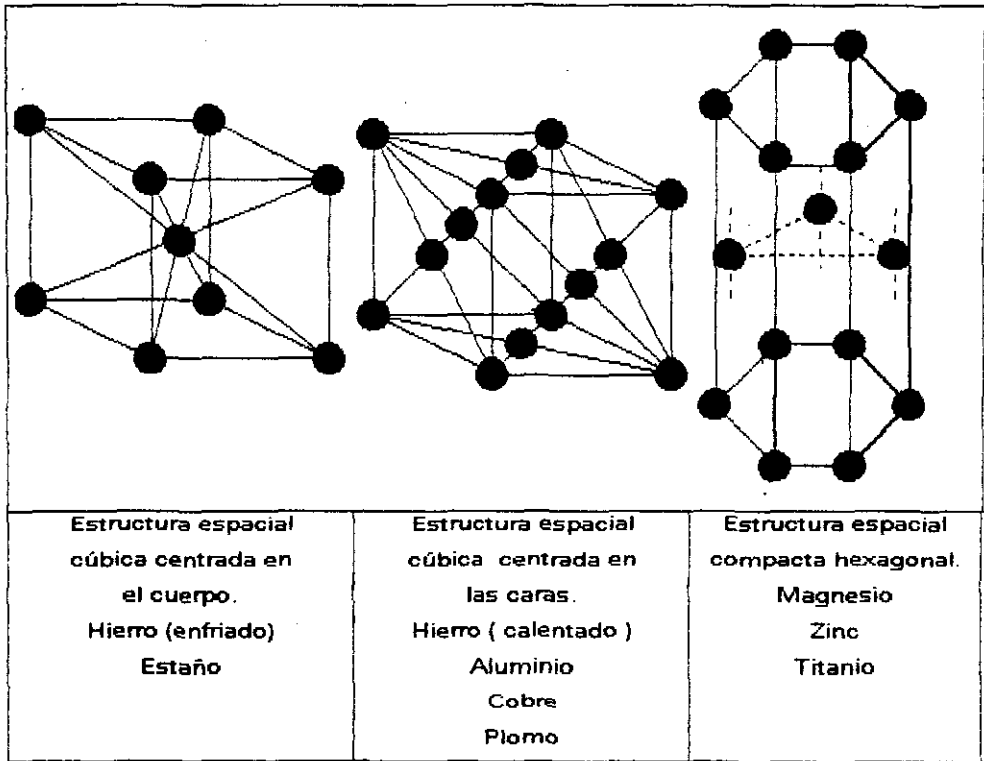 Estructura espacial
cúbica centrada en
el cuerpo.
Hierro (enfriado)
Estaño
Estructura espacial
cúbica centrada en
las caras.
Hierro ( calentado )
Aluminio
Cobre
Plomo
Estructura espacial
compacta hexagonal.
Magnesio
Zinc
Titanio